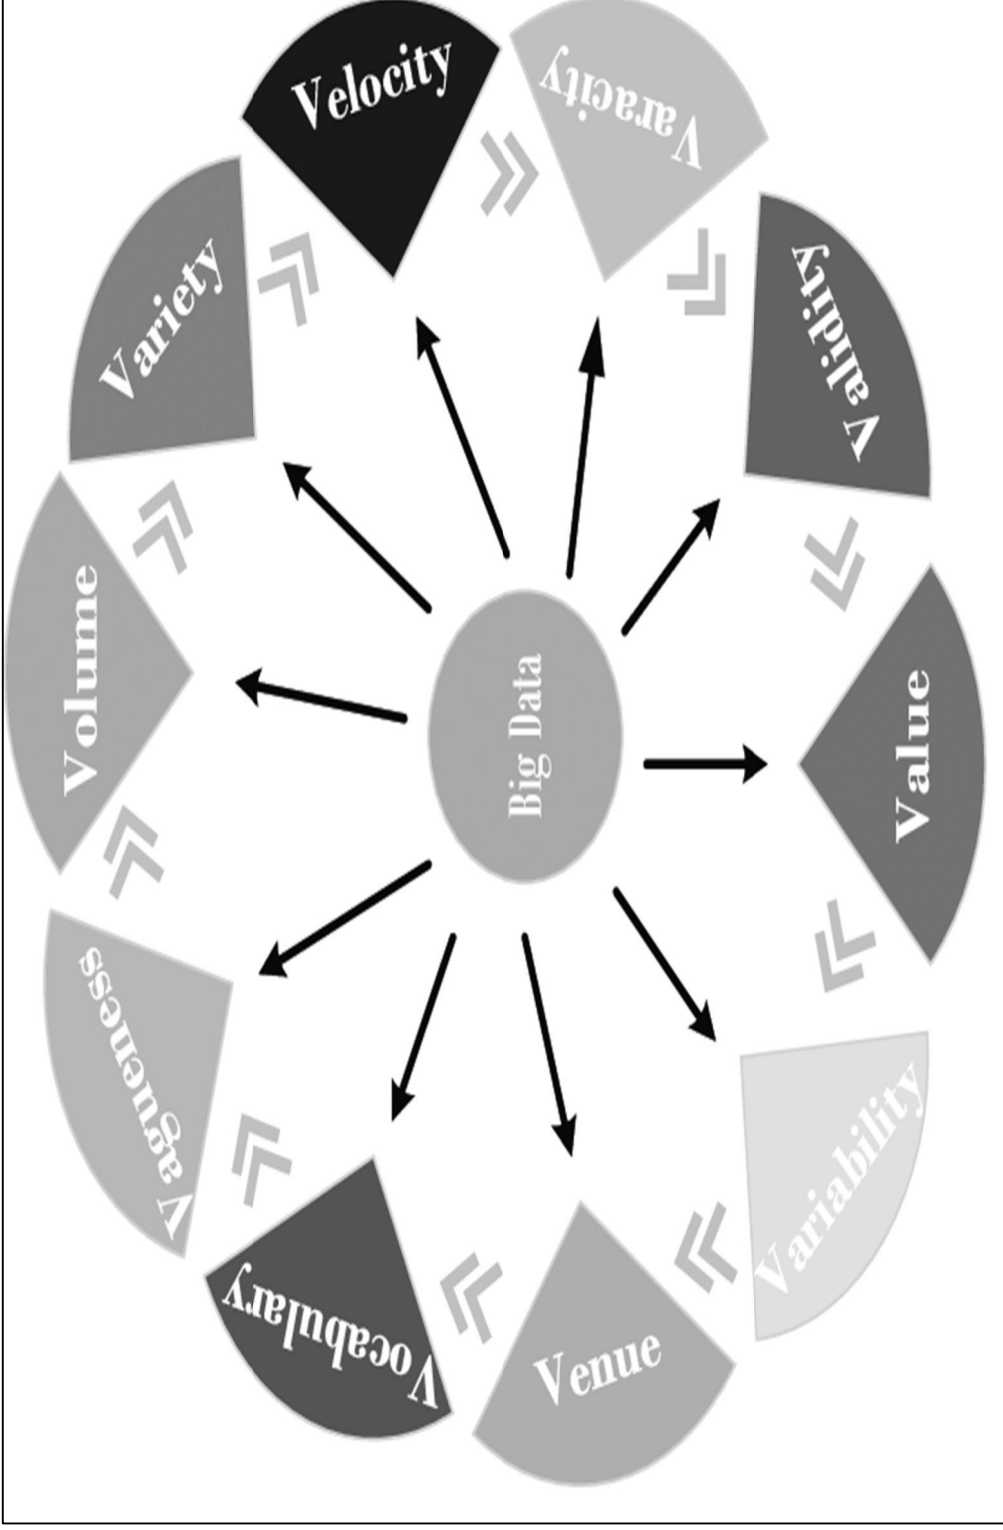 Velocity
Varacity
Validity
Value
Variability
Venue
Vocabulary
Vagueness
Volume
Variety
Big Data